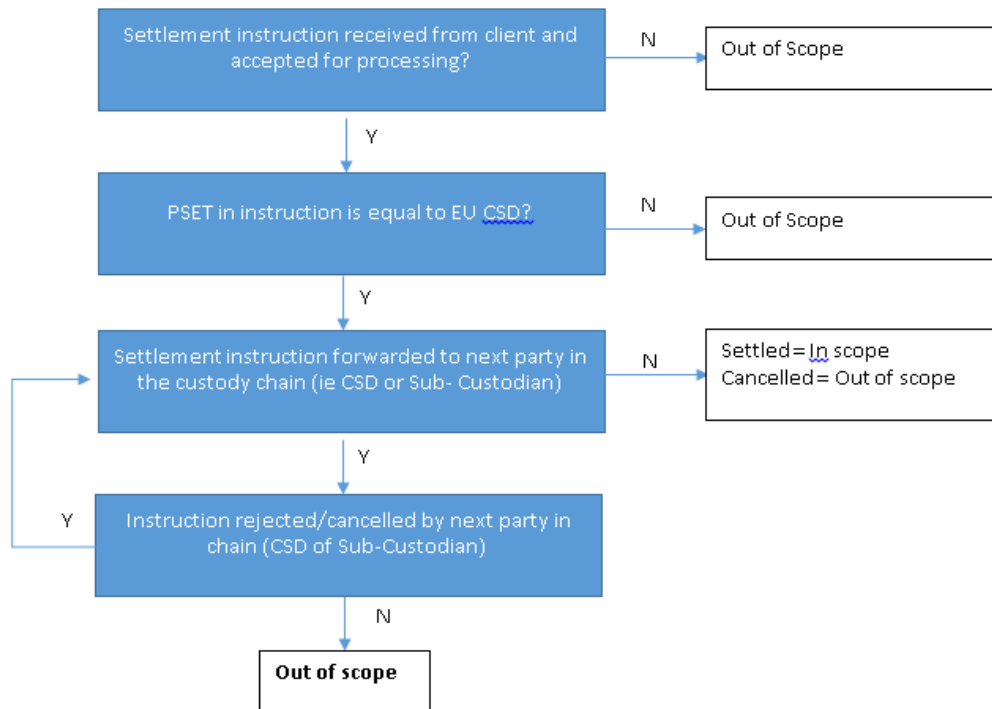 Settlement instruction received from client and
accepted for processing?
N
Out of Scope
Y
PSET in instruction is equal to EU CSD?
N
Out of Scope
Y
Settlement instruction forwarded to next party in
the custody chain (ie CSD or Sub- Custodian)
N
Settled= In scope
Cancelled= Out of scope
Y
Instruction rejected/cancelled by next party in
chain (CSD of Sub-Custodian)
Y
N
Out of scope